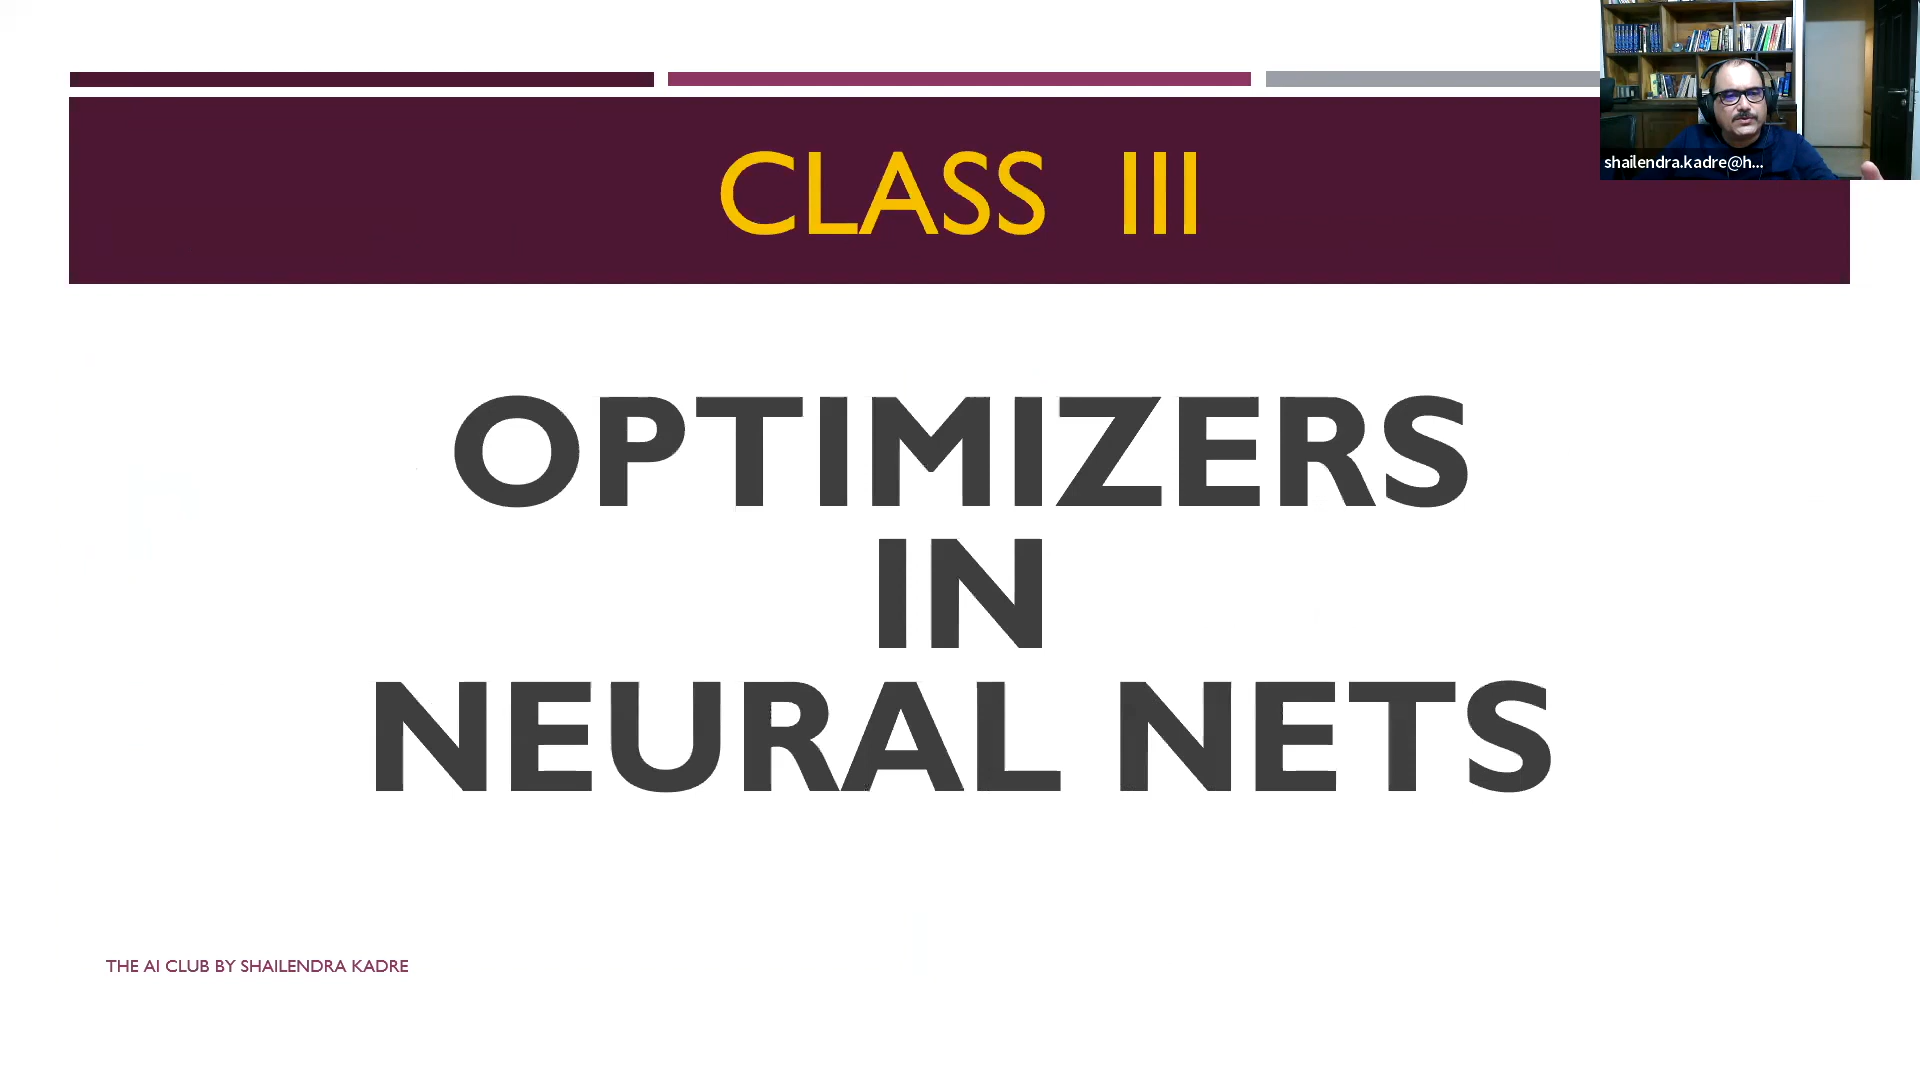 CLASS III
shailendra.kadre@h...
OPTIMIZERS
IN
NEURAL NETS
THE AI CLUB BY SHAILENDRA KADRE